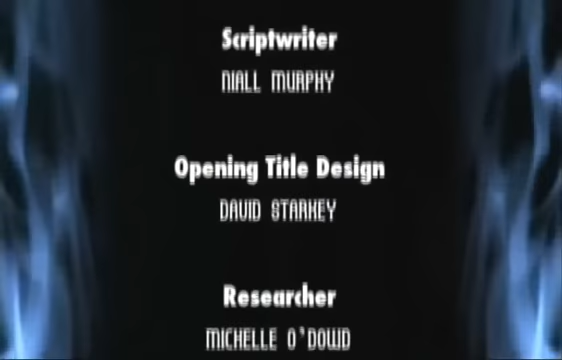 Scriptwriter
NIALL MURPHY
Opening Title Design
DAVID STARKEY
Researcher
MICHELLE O'DOWD